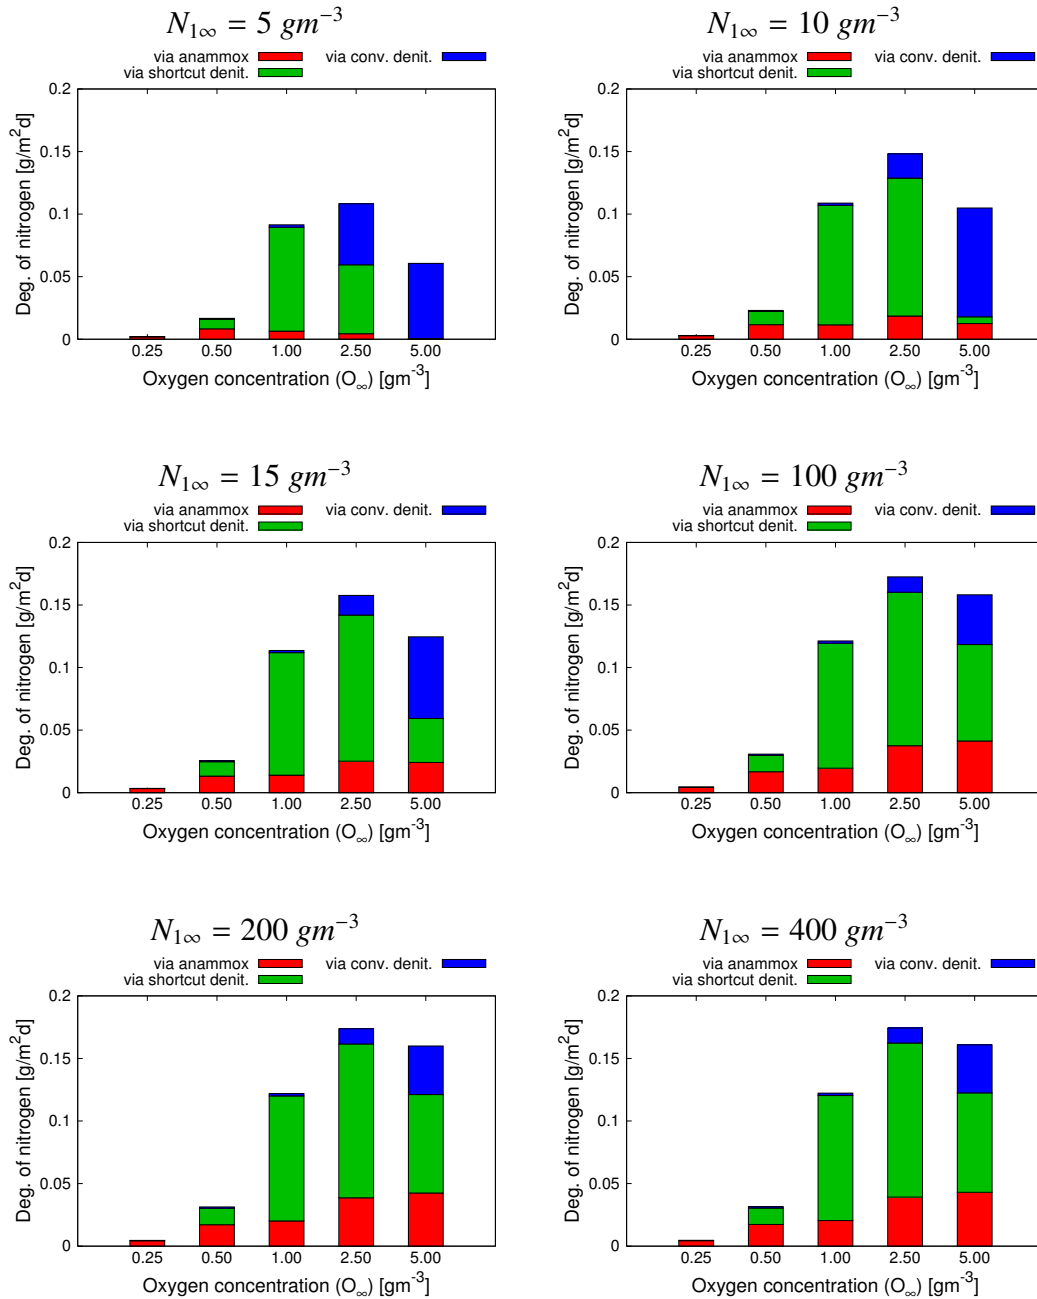 N1∞ = 5 gm⁻³
via anammox via conv. denit.
via shortcut denit.
0.2
0.15
0.1
0.05
0
Deg. of nitrogen [g/m²d]
0.25 0.50 1.00 2.50 5.00
Oxygen concentration (O∞) [gm⁻³]
N1∞ = 10 gm⁻³
via anammox via conv. denit.
via shortcut denit.
0.2
0.15
0.1
0.05
0
Deg. of nitrogen [g/m²d]
0.25 0.50 1.00 2.50 5.00
Oxygen concentration (O∞) [gm⁻³]
N1∞ = 15 gm⁻³
via anammox via conv. denit.
via shortcut denit.
0.2
0.15
0.1
0.05
0
Deg. of nitrogen [g/m²d]
0.25 0.50 1.00 2.50 5.00
Oxygen concentration (O∞) [gm⁻³]
N1∞ = 100 gm⁻³
via anammox via conv. denit.
via shortcut denit.
0.2
0.15
0.1
0.05
0
Deg. of nitrogen [g/m²d]
0.25 0.50 1.00 2.50 5.00
Oxygen concentration (O∞) [gm⁻³]
N1∞ = 200 gm⁻³
via anammox via conv. denit.
via shortcut denit.
0.2
0.15
0.1
0.05
0
Deg. of nitrogen [g/m²d]
0.25 0.50 1.00 2.50 5.00
Oxygen concentration (O∞) [gm⁻³]
N1∞ = 400 gm⁻³
via anammox via conv. denit.
via shortcut denit.
0.2
0.15
0.1
0.05
0
Deg. of nitrogen [g/m²d]
0.25 0.50 1.00 2.50 5.00
Oxygen concentration (O∞) [gm⁻³]